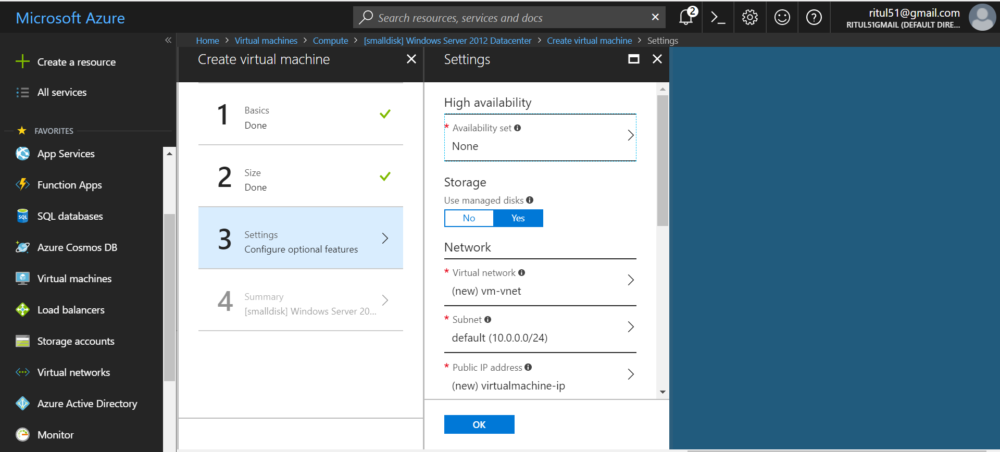 Microsoft Azure
Search resources, services and docs
2
ritul51@gmail.com
RITUL51GMAIL (DEFAULT DIRE...
Home > Virtual machines > Compute > [smalldisk] Windows Server 2012 Datacenter > Create virtual machine > Settings
Create a resource
All services
FAVORITES
App Services
Function Apps
SQL
SQL databases
Azure Cosmos DB
Virtual machines
Load balancers
Storage accounts
Virtual networks
Azure Active Directory
Monitor
Create virtual machine
1
Basics
Done
2
Size
Done
3
Settings
Configure optional features
4
Summary
[smalldisk] Windows Server 20...
Settings
High availability
* Availability set
None
Storage
Use managed disks
No Yes
Network
* Virtual network
(new) vm-vnet
* Subnet
default (10.0.0.0/24)
* Public IP address
(new) virtualmachine-ip
OK